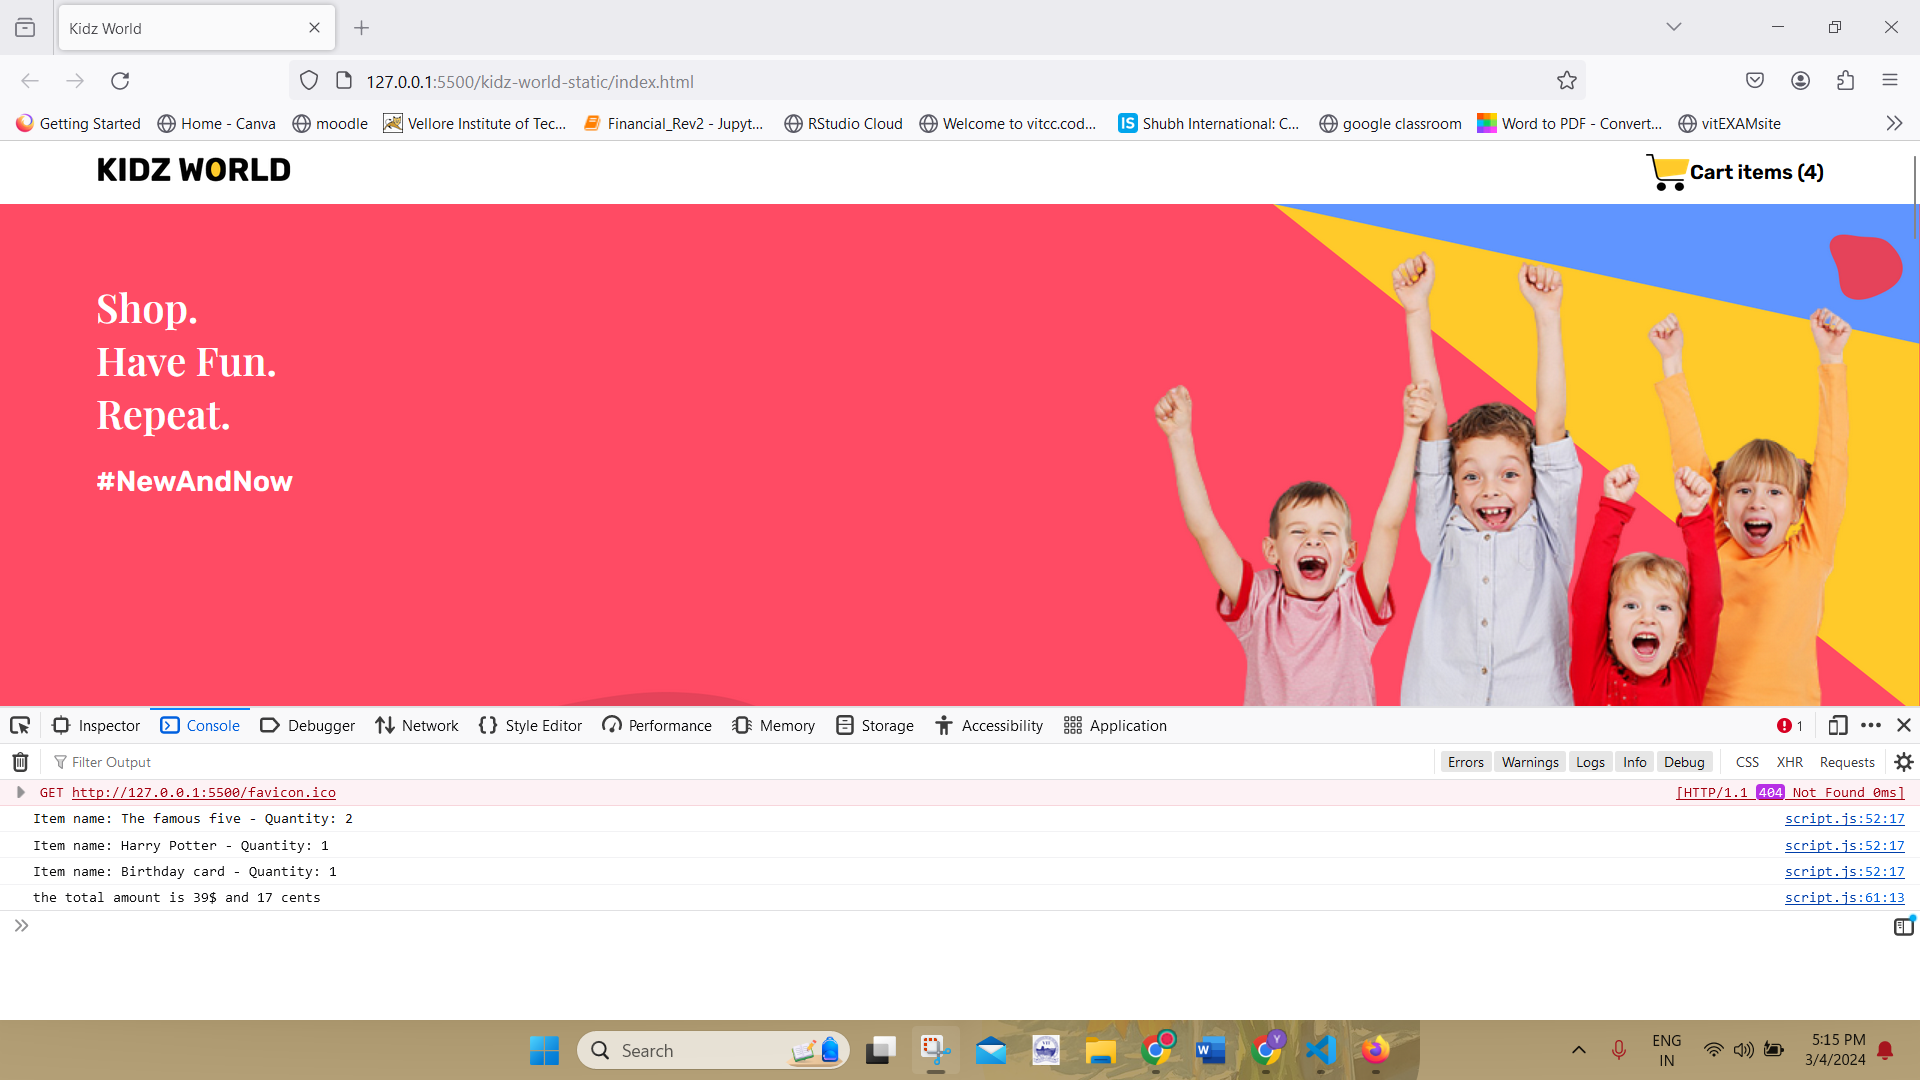 Kidz World
127.0.0.1:5500/kidz-world-static/index.html
Getting Started Home - Canva moodle Vellore Institute of Tec... Financial_Rev2 - Jupyt... RStudio Cloud Welcome to vitcc.cod... IS Shubh International: C... google classroom Word to PDF - Convert... vitEXAMsite
KIDZ WORLD Cart items (4)
Shop.
Have Fun.
Repeat.
#NewAndNow
Inspector Console Debugger Network Style Editor Performance Memory Storage Accessibility Application 1
Filter Output Errors Warnings Logs Info Debug CSS XHR Requests
GET http://127.0.0.1:5500/favicon.ico [HTTP/1.1 404 Not Found 0ms]
Item name: The famous five - Quantity: 2 script.js:52:17
Item name: Harry Potter - Quantity: 1 script.js:52:17
Item name: Birthday card - Quantity: 1 script.js:52:17
the total amount is 39$ and 17 cents script.js:61:13
Search ENG 5:15 PM
IN 3/4/2024